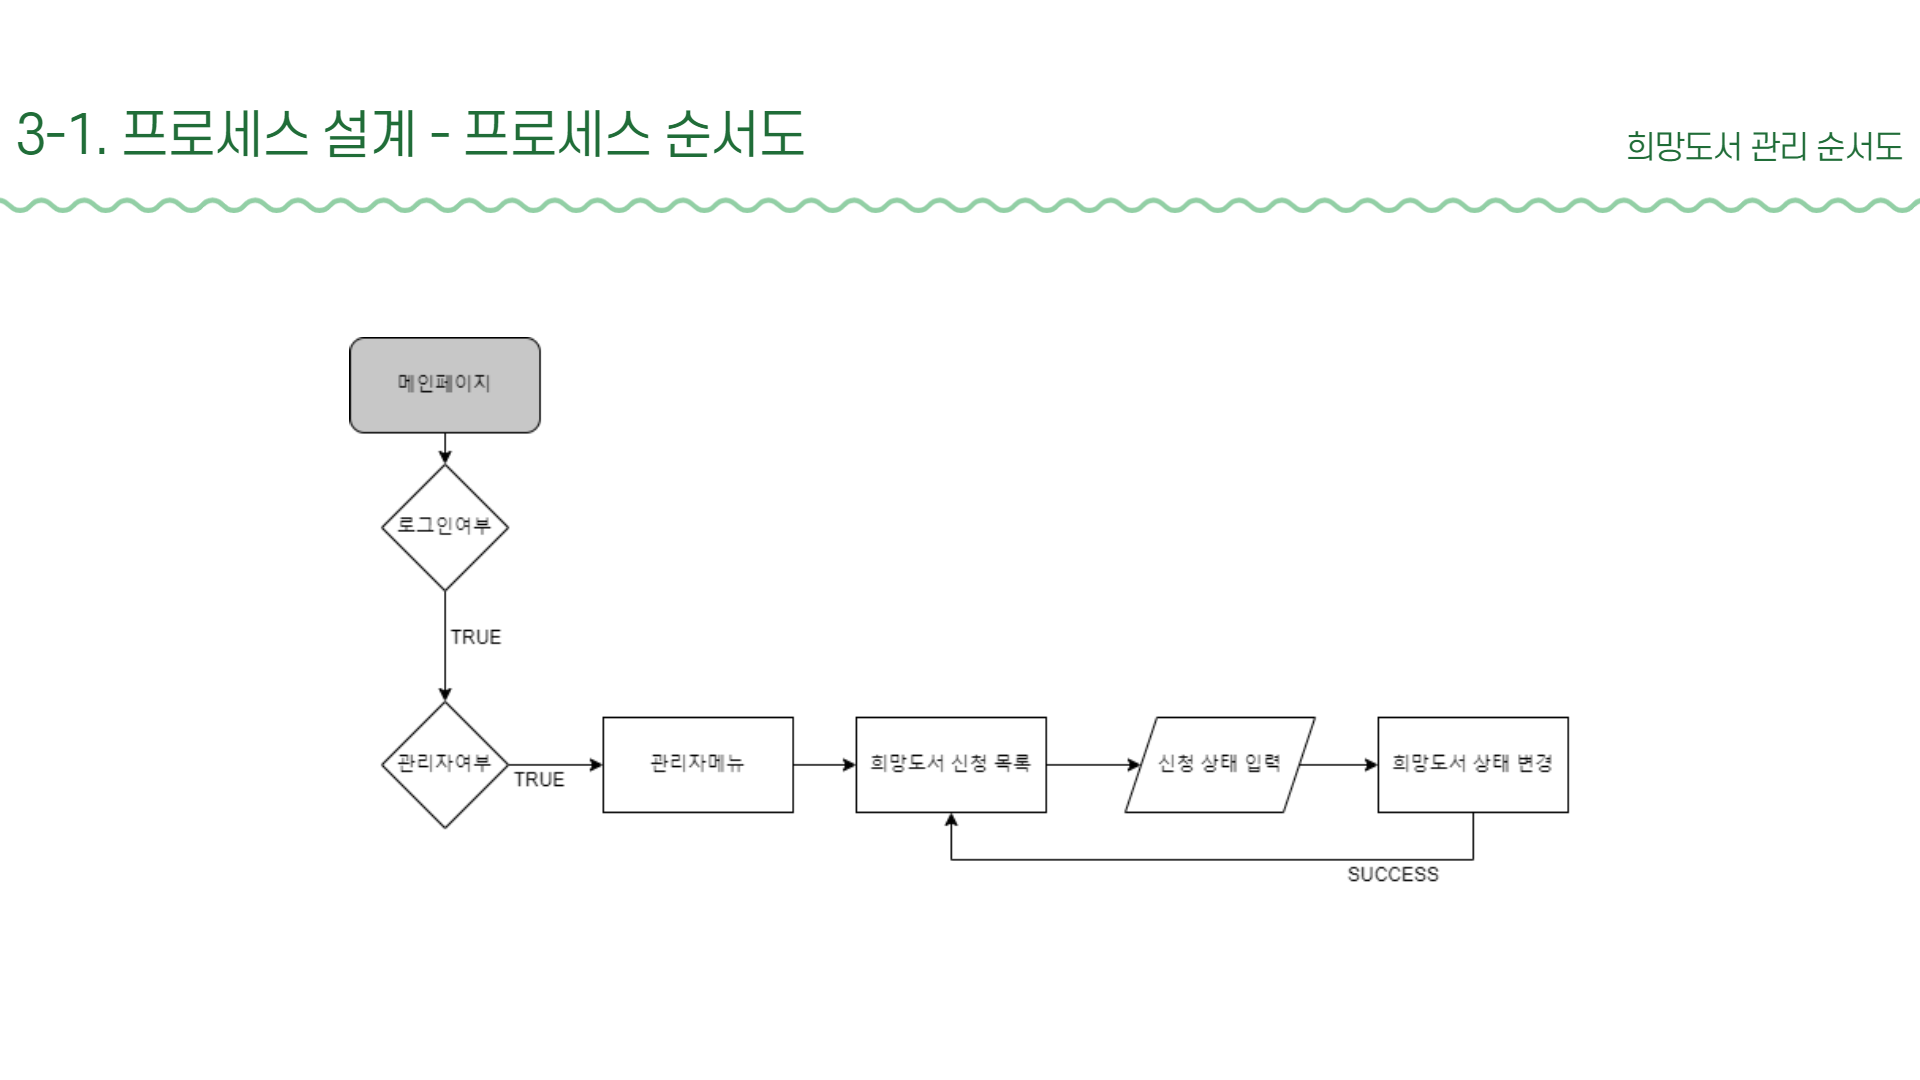 3-1. 프로세스 설계 - 프로세스 순서도
희망도서 관리 순서도
메인페이지
로그인여부
TRUE
관리자여부
TRUE
관리자메뉴
희망도서 신청 목록
신청 상태 입력
희망도서 상태 변경
SUCCESS